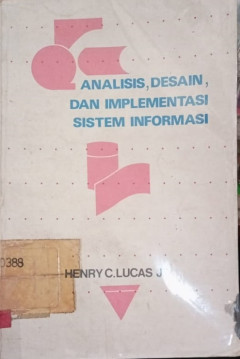 ANALISIS, DESAIN,
DAN IMPLEMENTASI
SISTEM INFORMASI
0388
HENRY C. LUCAS J